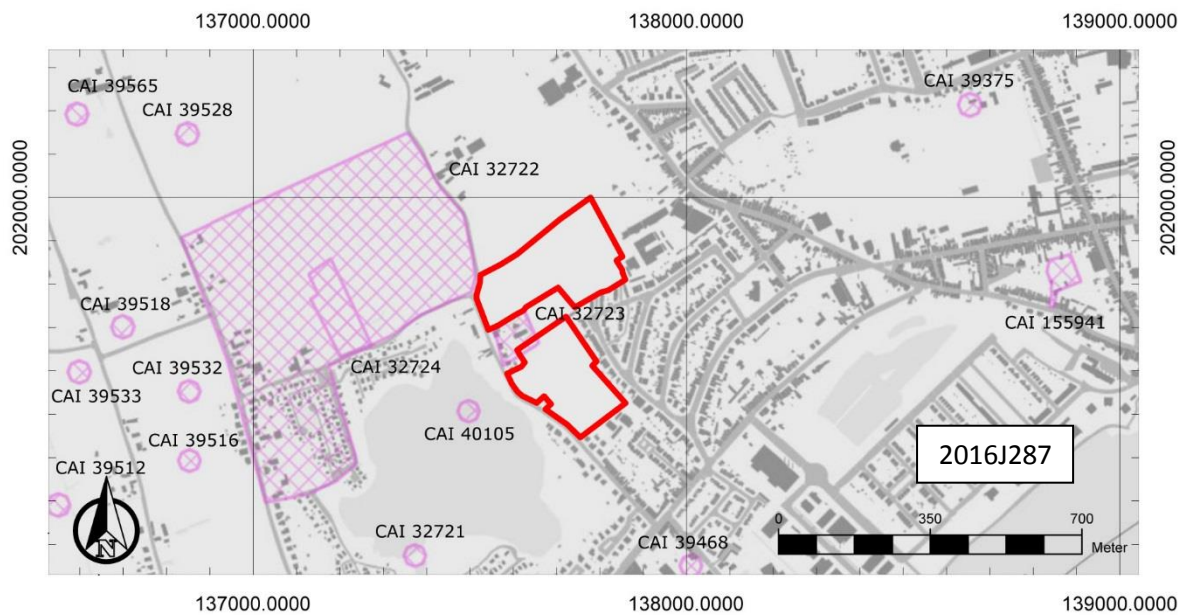 137000.0000 138000.0000 139000.0000
CAI 39565
CAI 39528
CAI 39375
CAI 32722
202000.0000
202000.0000
CAI 39518
CAI 32723
CAI 155941
CAI 39532
CAI 32724
CAI 39533
CAI 40105
CAI 39516
CAI 39512
2016J287
N
CAI 32721
CAI 39468
0 350 700
Meter
137000.0000 138000.0000 139000.0000